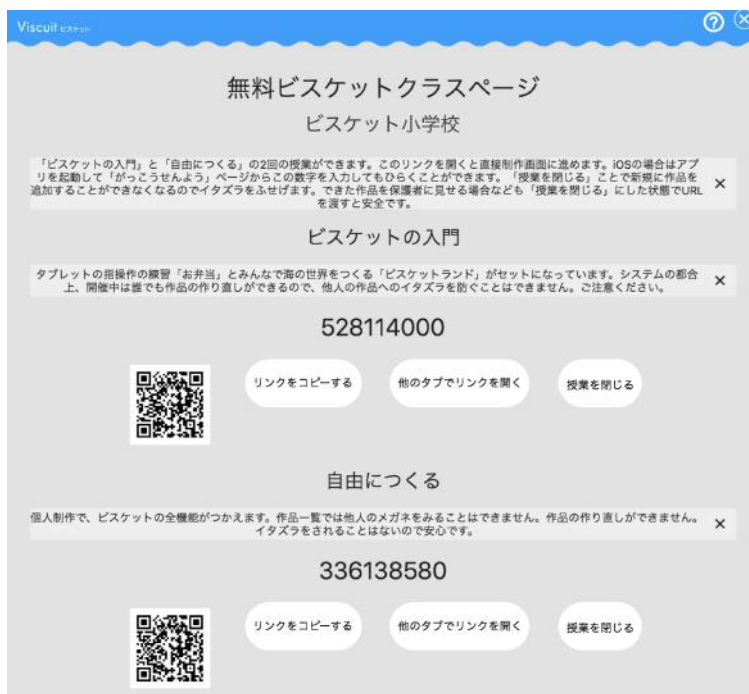 Viscuit ビスケット
無料ビスケットクラスページ
ビスケット小学校
「ビスケットの入門」と「自由につくる」の2回の授業ができます。このリンクを開くと直接制作画面に進めます。iOSの場合はアプ
リを起動して「がっこうせんよう」ページからこの数字を入力してもひらくことができます。「授業を閉じる」ことで新規に作品を
追加することができなくなるのでイタズラをふせげます。できた作品を保護者に見せる場合なども「授業を閉じる」にした状態でURL
を渡すと安全です。
ビスケットの入門
タブレットの指操作の練習「お弁当」とみんなで海の世界をつくる「ビスケットランド」がセットになっています。システムの都合
上、開催中は誰でも作品の作り直しができるので、他人の作品へのイタズラを防ぐことはできません。ご注意ください。
528114000
リンクをコピーする 他のタブでリンクを開く 授業を閉じる
自由につくる
個人制作で、ビスケットの全機能がつかえます。作品一覧では他人のメガネをみることはできません。作品の作り直しができません。
イタズラをされることはないので安心です。
336138580
リンクをコピーする 他のタブでリンクを開く 授業を閉じる